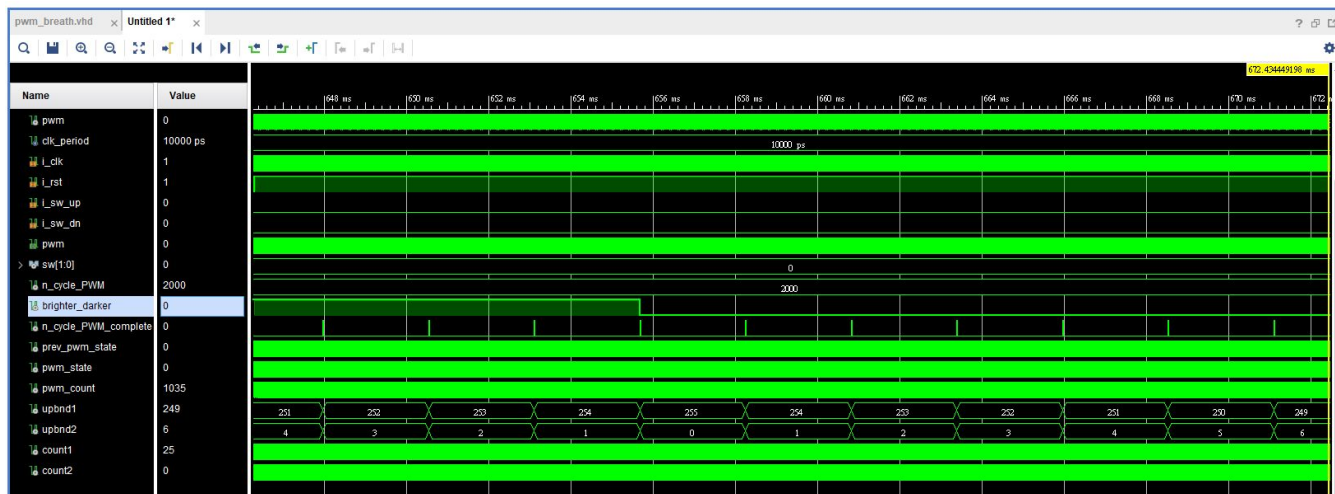 pwm_breath.vhd × Untitled 1* ×
?
672.434449198 ms
Name Value
648 ms 650 ms 652 ms 654 ms 656 ms 658 ms 660 ms 662 ms 664 ms 666 ms 668 ms 670 ms 672
pwm 0
clk_period 10000 ps 10000 ps
i_clk 1
i_rst 1
i_sw_up 0
i_sw_dn 0
pwm 0
sw[1:0] 0 0
n_cycle_PWM 2000 2000
brighter_darker 0
n_cycle_PWM_complete 0
prev_pwm_state 0
pwm_state 0
pwm_count 1035
upbnd1 249 251 252 253 254 255 254 253 252 251 250 249
upbnd2 6 4 3 2 1 0 1 2 3 4 5 6
count1 25
count2 0